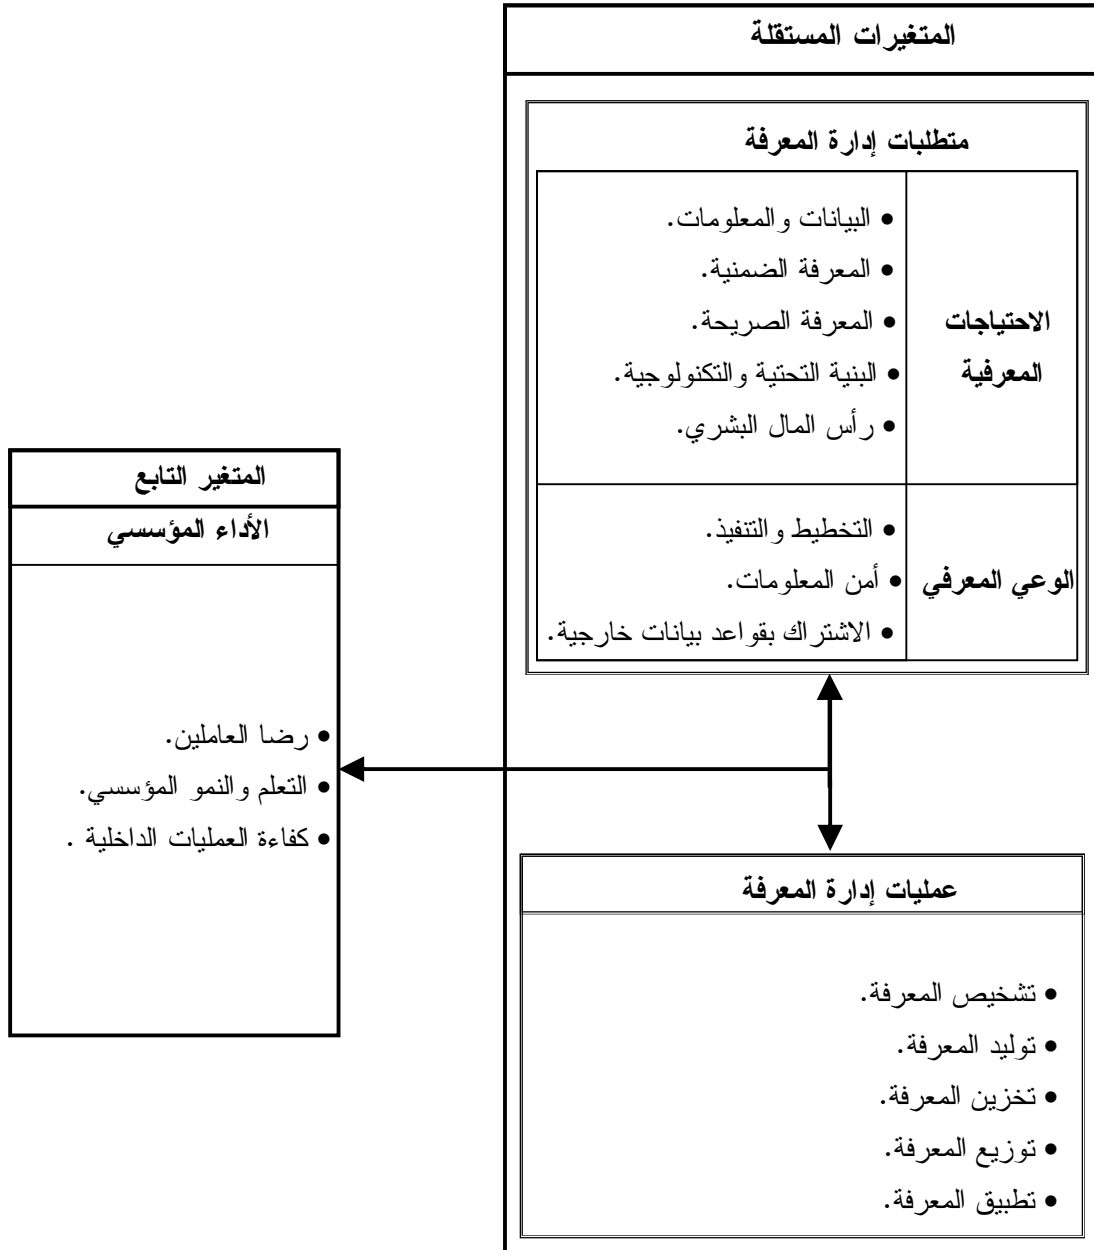 المتغيرات المستقلة
متطلبات إدارة المعرفة
الاحتياجات
المعرفية
• البيانات والمعلومات.
• المعرفة الضمنية.
• المعرفة الصريحة.
• البنية التحتية والتكنولوجية.
• رأس المال البشري.
الوعي المعرفي
• التخطيط والتنفيذ.
• أمن المعلومات.
• الاشتراك بقواعد بيانات خارجية.
عمليات إدارة المعرفة
• تشخيص المعرفة.
• توليد المعرفة.
• تخزين المعرفة.
• توزيع المعرفة.
• تطبيق المعرفة.
المتغير التابع
الأداء المؤسسي
• رضا العاملين.
• التعلم والنمو المؤسسي.
• كفاءة العمليات الداخلية .